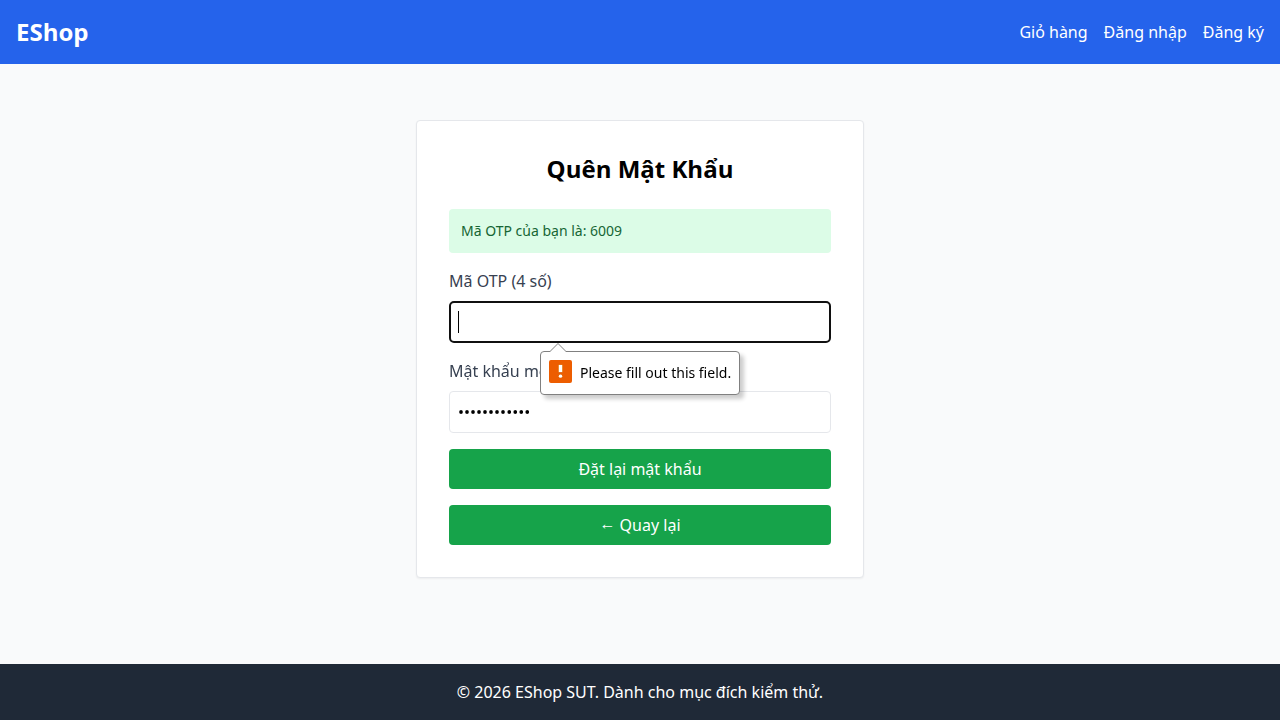 EShop
Giỏ hàng
Đăng nhập
Đăng ký
Quên Mật Khẩu
Mã OTP của bạn là: 6009
Mã OTP (4 số)
Please fill out this field.
Mật khẩu
••••••••••••
Đặt lại mật khẩu
← Quay lại
© 2026 EShop SUT. Dành cho mục đích kiểm thử.